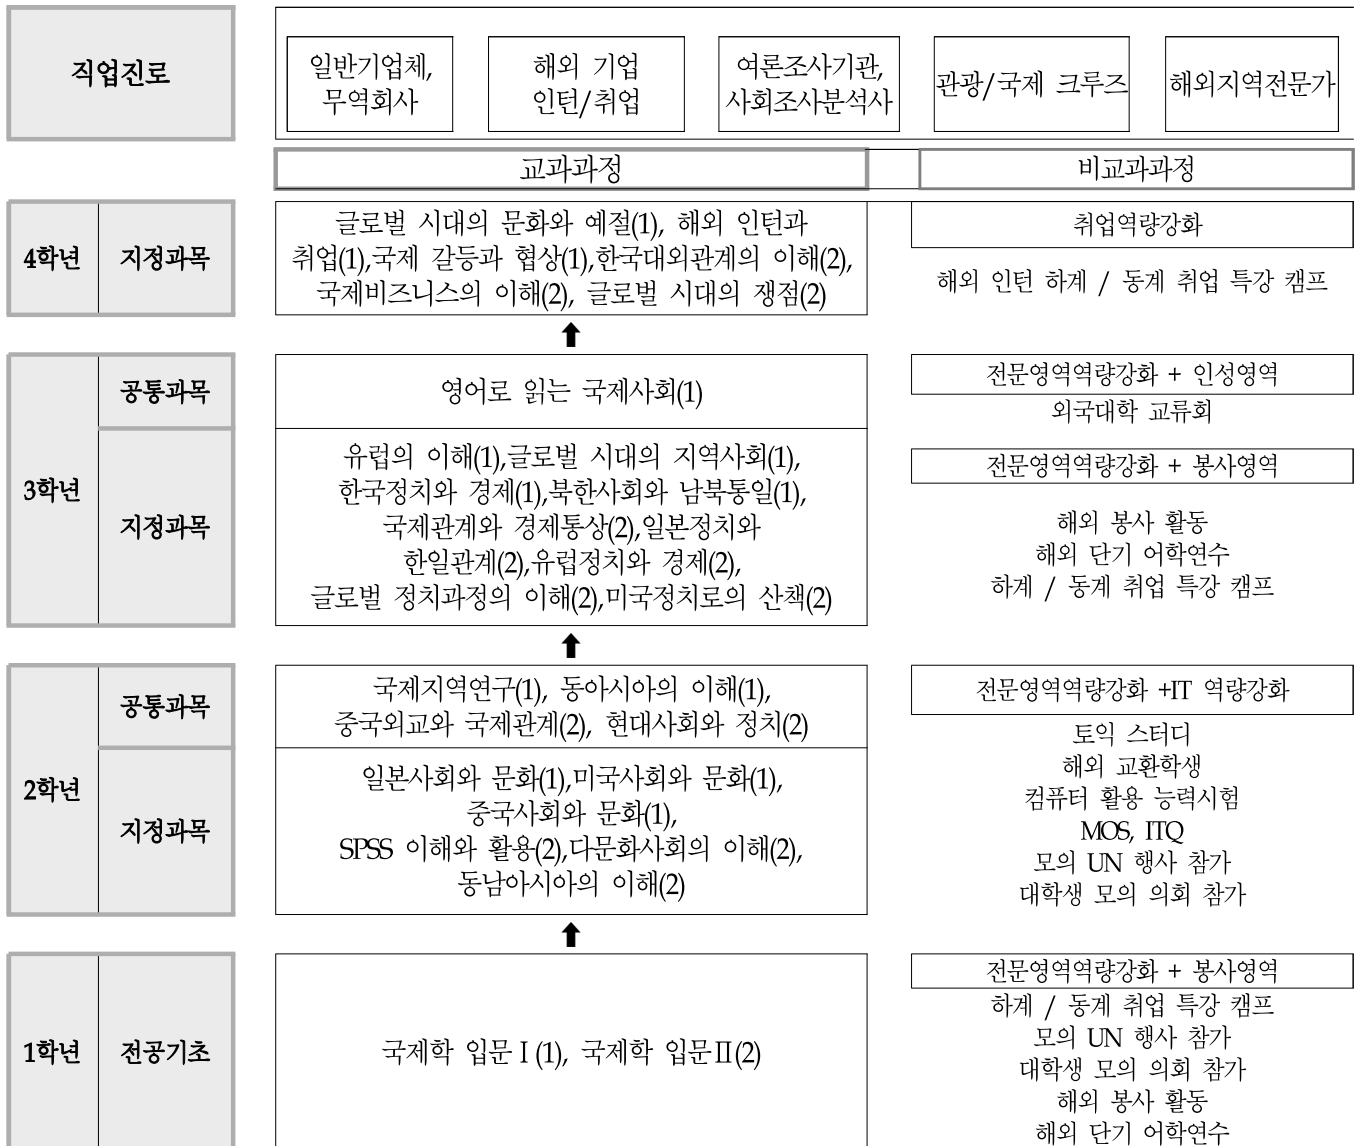 직업진로
일반기업체,
무역회사
해외 기업
인턴/취업
여론조사기관,
사회조사분석사
관광/국제 크루즈
해외지역전문가
교과과정
비교과과정
4학년
지정과목
글로벌 시대의 문화와 예절(1), 해외 인턴과
취업(1),국제 갈등과 협상(1),한국대외관계의 이해(2),
국제비즈니스의 이해(2), 글로벌 시대의 쟁점(2)
취업역량강화
해외 인턴 하계 / 동계 취업 특강 캠프
3학년
공통과목
영어로 읽는 국제사회(1)
지정과목
유럽의 이해(1),글로벌 시대의 지역사회(1),
한국정치와 경제(1),북한사회와 남북통일(1),
국제관계와 경제통상(2),일본정치와
한일관계(2),유럽정치와 경제(2),
글로벌 정치과정의 이해(2),미국정치로의 산책(2)
전문영역역량강화 + 인성영역
외국대학 교류회
전문영역역량강화 + 봉사영역
해외 봉사 활동
해외 단기 어학연수
하계 / 동계 취업 특강 캠프
2학년
공통과목
국제지역연구(1), 동아시아의 이해(1),
중국외교와 국제관계(2), 현대사회와 정치(2)
지정과목
일본사회와 문화(1),미국사회와 문화(1),
중국사회와 문화(1),
SPSS 이해와 활용(2),다문화사회의 이해(2),
동남아시아의 이해(2)
전문영역역량강화 +IT 역량강화
토익 스터디
해외 교환학생
컴퓨터 활용 능력시험
MOS, ITQ
모의 UN 행사 참가
대학생 모의 의회 참가
1학년
전공기초
국제학 입문Ⅰ(1), 국제학 입문Ⅱ(2)
전문영역역량강화 + 봉사영역
하계 / 동계 취업 특강 캠프
모의 UN 행사 참가
대학생 모의 의회 참가
해외 봉사 활동
해외 단기 어학연수